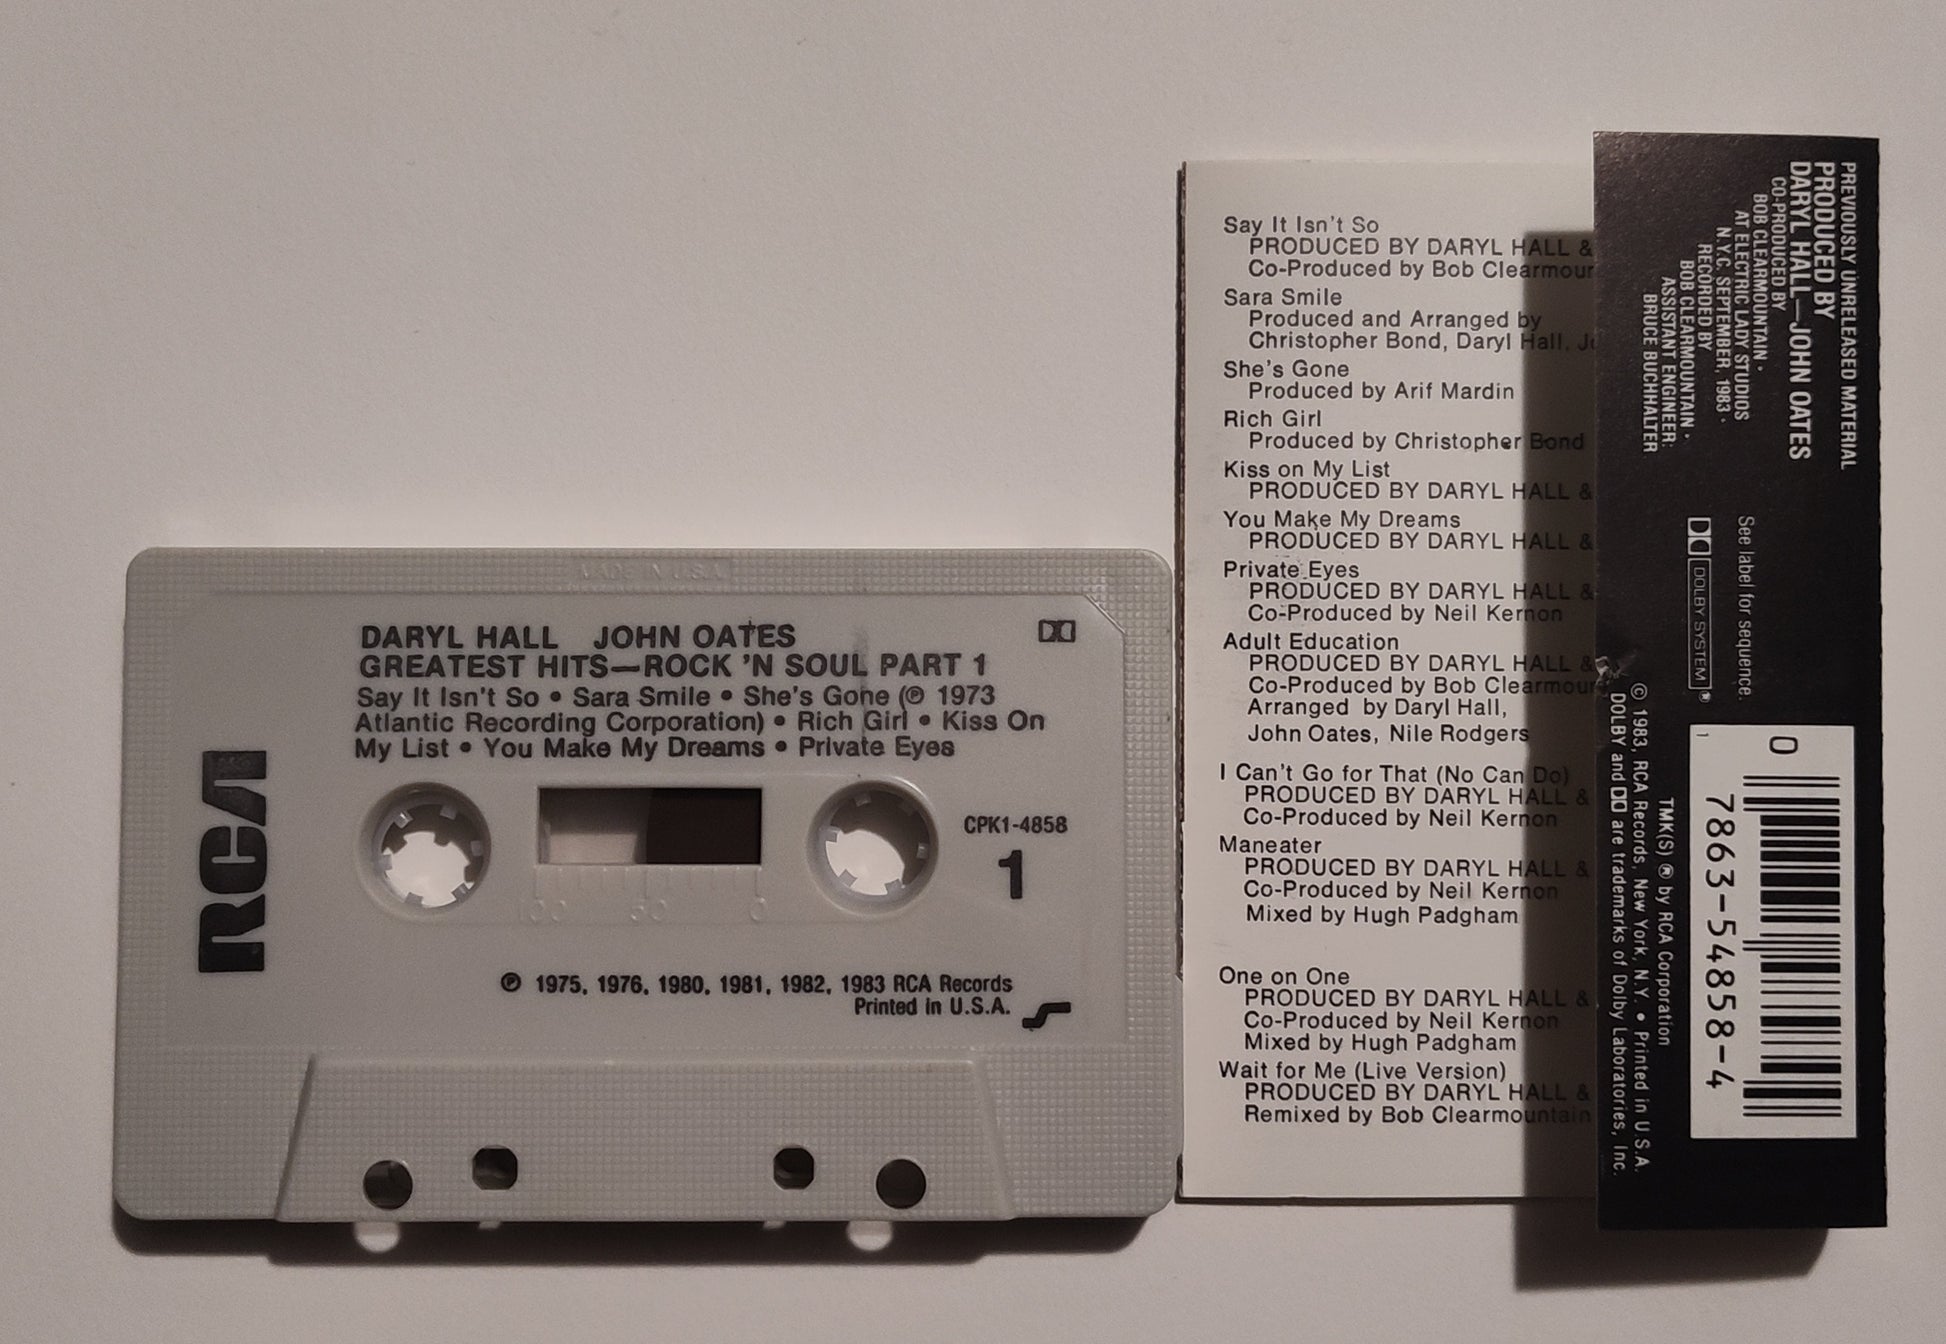 MADE IN U.S.A.
DARYL HALL JOHN OATES
GREATEST HITS—ROCK 'N SOUL PART 1
Say It Isn't So • Sara Smile • She's Gone (℗ 1973
Atlantic Recording Corporation) • Rich Girl • Kiss On
My List • You Make My Dreams • Private Eyes
RCA
CPK1-4858
1
100 50 0
℗ 1975, 1976, 1980, 1981, 1982, 1983 RCA Records
Printed in U.S.A.
Say It Isn't So
PRODUCED BY DARYL HALL &
Co-Produced by Bob Clearmoun
Sara Smile
Produced and Arranged by
Christopher Bond, Daryl Hall,
She's Gone
Produced by Arif Mardin
Rich Girl
Produced by Christopher Bond
Kiss on My List
PRODUCED BY DARYL HALL &
You Make My Dreams
PRODUCED BY DARYL HALL &
Private Eyes
PRODUCED BY DARYL HALL &
Co-Produced by Neil Kernon
Adult Education
PRODUCED BY DARYL HALL &
Co-Produced by Bob Clearmoun
Arranged by Daryl Hall,
John Oates, Nile Rodgers
I Can't Go for That (No Can Do)
PRODUCED BY DARYL HALL &
Co-Produced by Neil Kernon
Maneater
PRODUCED BY DARYL HALL &
Co-Produced by Neil Kernon
Mixed by Hugh Padgham
One on One
PRODUCED BY DARYL HALL &
Co-Produced by Neil Kernon
Mixed by Hugh Padgham
Wait for Me (Live Version)
PRODUCED BY DARYL HALL &
Remixed by Bob Clearmountain
PREVIOUSLY UNRELEASED MATERIAL
PRODUCED BY
DARYL HALL—JOHN OATES
CO-PRODUCED BY
BOB CLEARMOUNTAIN •
AT ELECTRIC LADY STUDIOS
N.Y.C. SEPTEMBER, 1983 •
RECORDED BY
BOB CLEARMOUNTAIN •
ASSISTANT ENGINEER:
BRUCE BUCHHALTER
See label for sequence.
DOLBY SYSTEM ®
0
7863-54858-4
1
TMK(S) ® by RCA Corporation
© 1983, RCA Records, New York, N.Y. • Printed in U.S.A.
DOLBY and are trademarks of Dolby Laboratories, Inc.